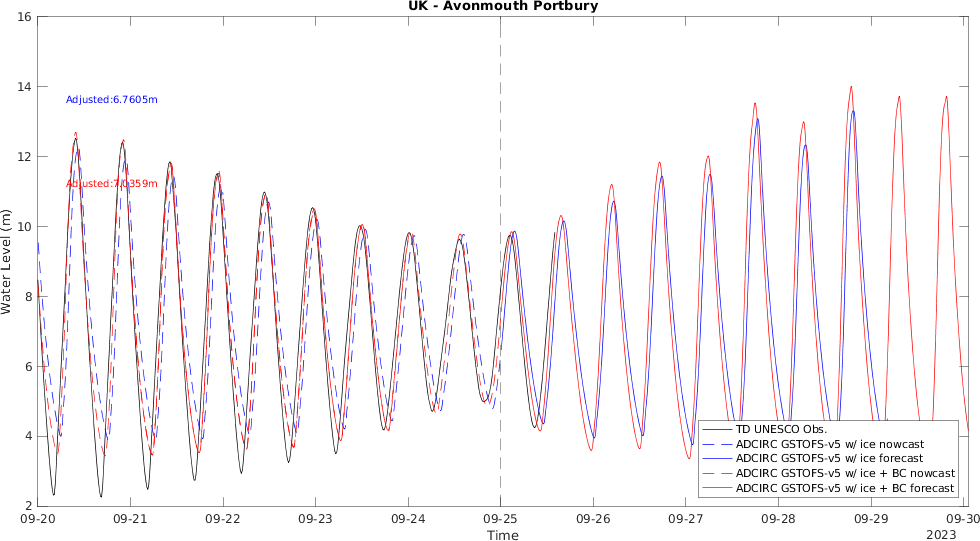 UK - Avonmouth Portbury
16
14
12
10
8
6
4
2
Water Level (m)
Adjusted:6.7605m
Adjusted:7.0359m
TD UNESCO Obs.
ADCIRC GSTOFS-v5 w/ ice nowcast
ADCIRC GSTOFS-v5 w/ ice forecast
ADCIRC GSTOFS-v5 w/ ice + BC nowcast
ADCIRC GSTOFS-v5 w/ ice + BC forecast
09-20 09-21 09-22 09-23 09-24 09-25 09-26 09-27 09-28 09-29 09-30
Time
2023